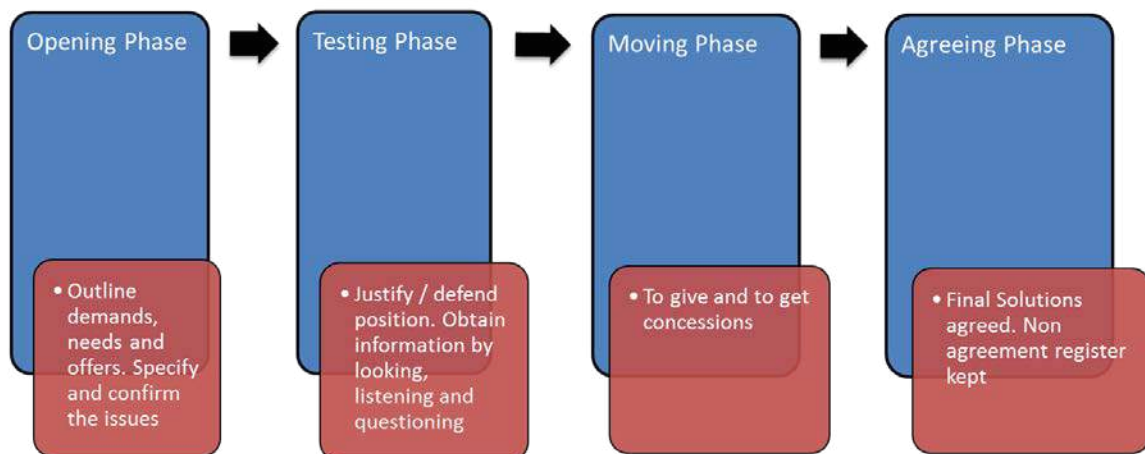 Opening Phase
Testing Phase
Moving Phase
Agreeing Phase
• Outline
demands,
needs and
offers. Specify
and confirm
the issues
• Justify / defend
position. Obtain
information by
looking,
listening and
questioning
• To give and to get
concessions
• Final Solutions
agreed. Non
agreement register
kept